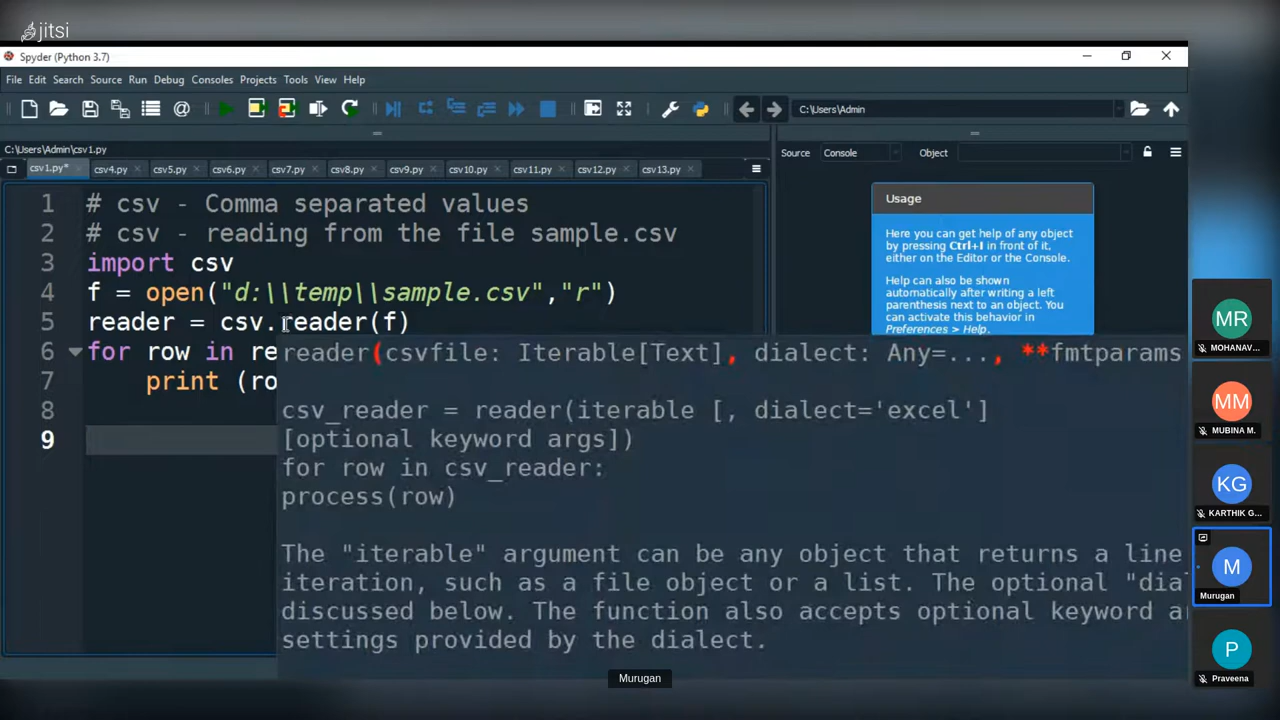 jitsi
Spyder (Python 3.7)
File Edit Search Source Run Debug Consoles Projects Tools View Help
C:\Users\Admin
C:\Users\Admin\csv1.py
csv1.py* csv4.py csv5.py csv6.py csv7.py csv8.py csv9.py csv10.py csv11.py csv12.py csv13.py
Source Console Object
1 # csv - Comma separated values
2 # csv - reading from the file sample.csv
3 import csv
4 f = open("d:\\temp\\sample.csv","r")
5 reader = csv.reader(f)
6 for row in re
7 print (ro
8
9
reader(csvfile: Iterable[Text], dialect: Any=..., **fmtparams
csv_reader = reader(iterable [, dialect='excel']
[optional keyword args])
for row in csv_reader:
process(row)
The "iterable" argument can be any object that returns a line
iteration, such as a file object or a list. The optional "dia
discussed below. The function also accepts optional keyword a
settings provided by the dialect.
Usage
Here you can get help of any object
by pressing Ctrl+I in front of it,
either on the Editor or the Console.
Help can also be shown
automatically after writing a left
parenthesis next to an object. You
can activate this behavior in
Preferences > Help.
MR
MOHANAV...
MM
MUBINA M.
KG
KARTHIK G...
M
Murugan
P
Praveena
Murugan